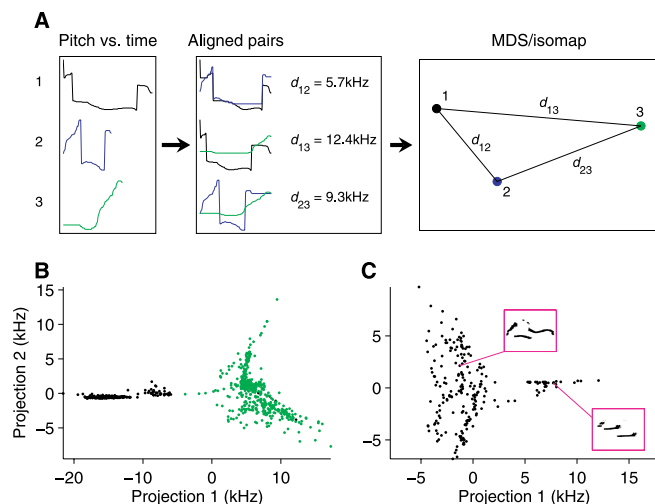 A
Pitch vs. time
Aligned pairs
MDS/isomap
1
2
3
d12 = 5.7kHz
d13 = 12.4kHz
d23 = 9.3kHz
1
2
3
d13
d12
d23
B
Projection 2 (kHz)
15
10
5
0
−5
−20
−10
0
10
Projection 1 (kHz)
C
5
0
−5
−5
0
5
10
15
Projection 1 (kHz)